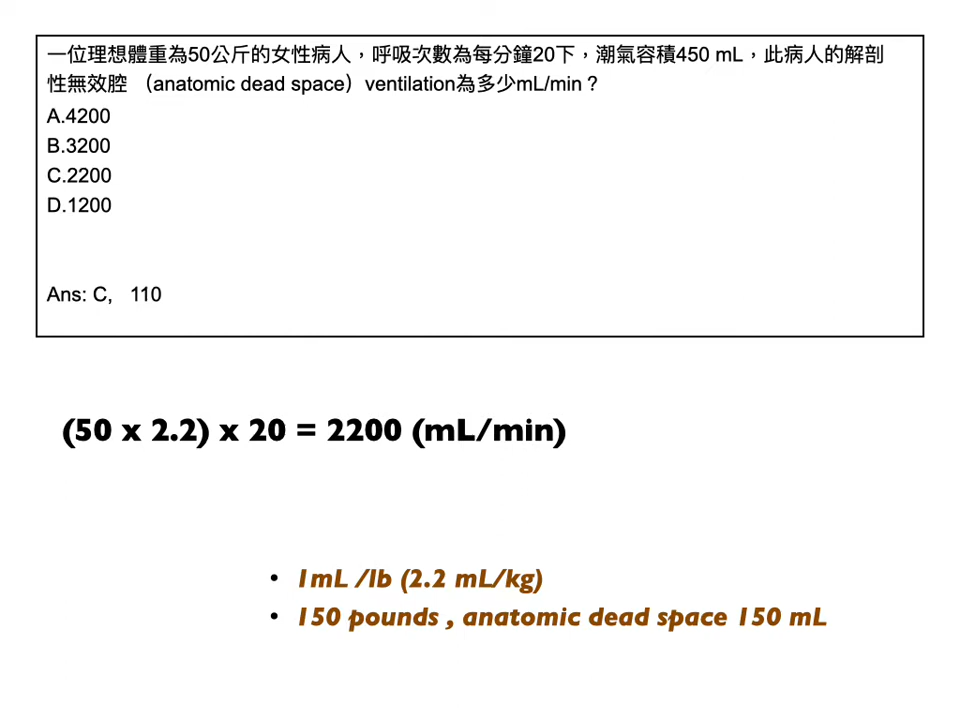 一位理想體重為50公斤的女性病人，呼吸次數為每分鐘20下，潮氣容積450 mL，此病人的解剖
性無效腔 （anatomic dead space）ventilation為多少mL/min？
A.4200
B.3200
C.2200
D.1200
Ans: C, 110
(50 x 2.2) x 20 = 2200 (mL/min)
• 1mL /lb (2.2 mL/kg)
• 150 pounds , anatomic dead space 150 mL